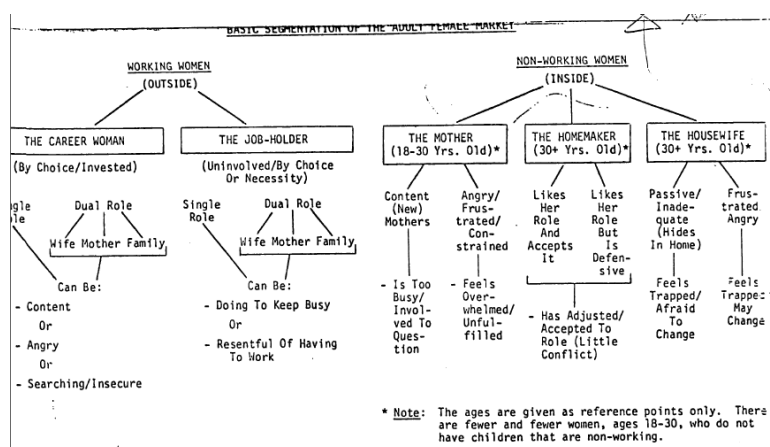 BASIC SEGMENTATION OF THE ADULT FEMALE MARKET
WORKING WOMEN
(OUTSIDE)
THE CAREER WOMAN
(By Choice/Invested)
gle
le
Dual Role
Wife Mother Family
Can Be:
- Content
Or
- Angry
Or
- Searching/Insecure
THE JOB-HOLDER
(Uninvolved/By Choice
Or Necessity)
Single
Role
Dual Role
Wife Mother Family
Can Be:
- Doing To Keep Busy
Or
- Resentful Of Having
To Work
NON-WORKING WOMEN
(INSIDE)
THE MOTHER
(18-30 Yrs. Old)*
Content
(New)
Mothers
- Is Too
Busy/
Invol-
ved To
Ques-
tion
Angry/
Frus-
trated/
Con-
strained
- Feels
Over-
whelmed/
Unful-
filled
THE HOMEMAKER
(30+ Yrs. Old)*
Likes
Her
Role
And
Accepts
It
Likes
Her
Role
But
Is
Defen-
sive
- Has Adjusted/
Accepted To
Role (Little
Conflict)
THE HOUSEWIFE
(30+ Yrs. Old)*
Passive/
Inade-
quate
(Hides
In Home)
Feels
Trapped/
Afraid
To
Change
Frus-
trated
Angry
Feels
Trapped
May
Change
* Note: The ages are given as reference points only. There
are fewer and fewer women, ages 18-30, who do not
have children that are non-working.